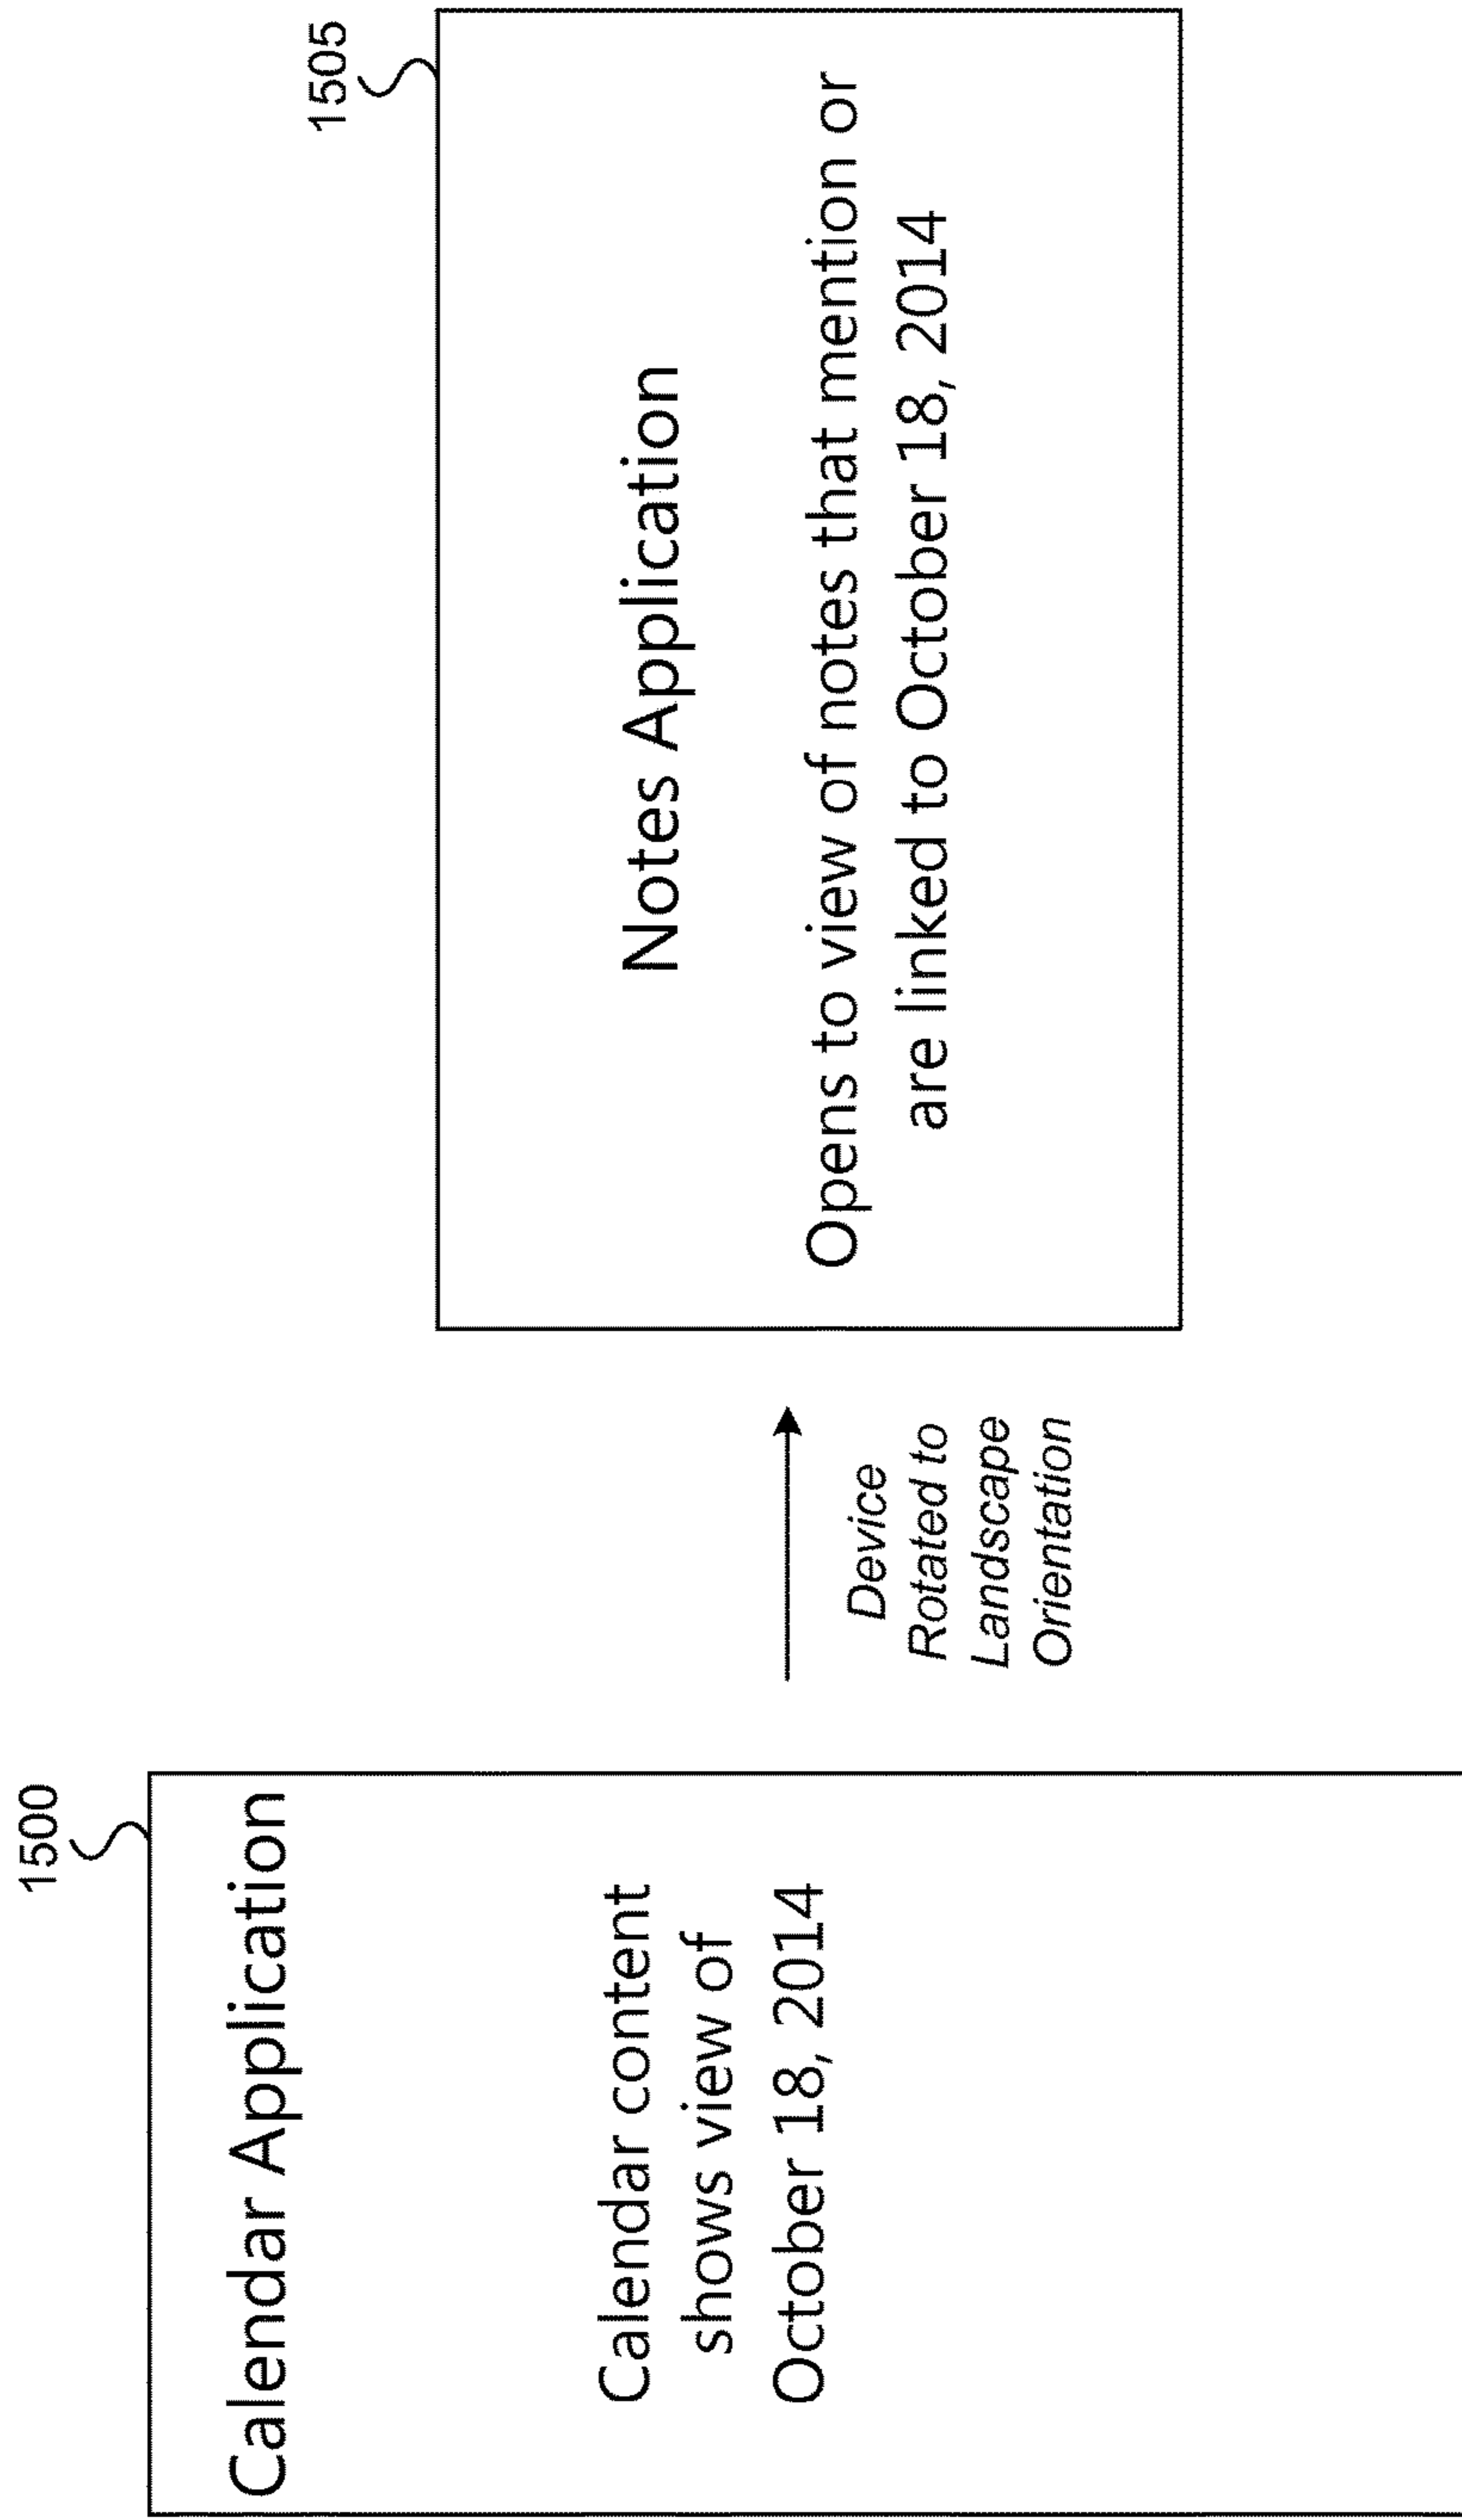 1500
Calendar Application
Calendar content
shows view of
October 18, 2014
Device
Rotated to
Landscape
Orientation
1505
Notes Application
Opens to view of notes that mention or
are linked to October 18, 2014